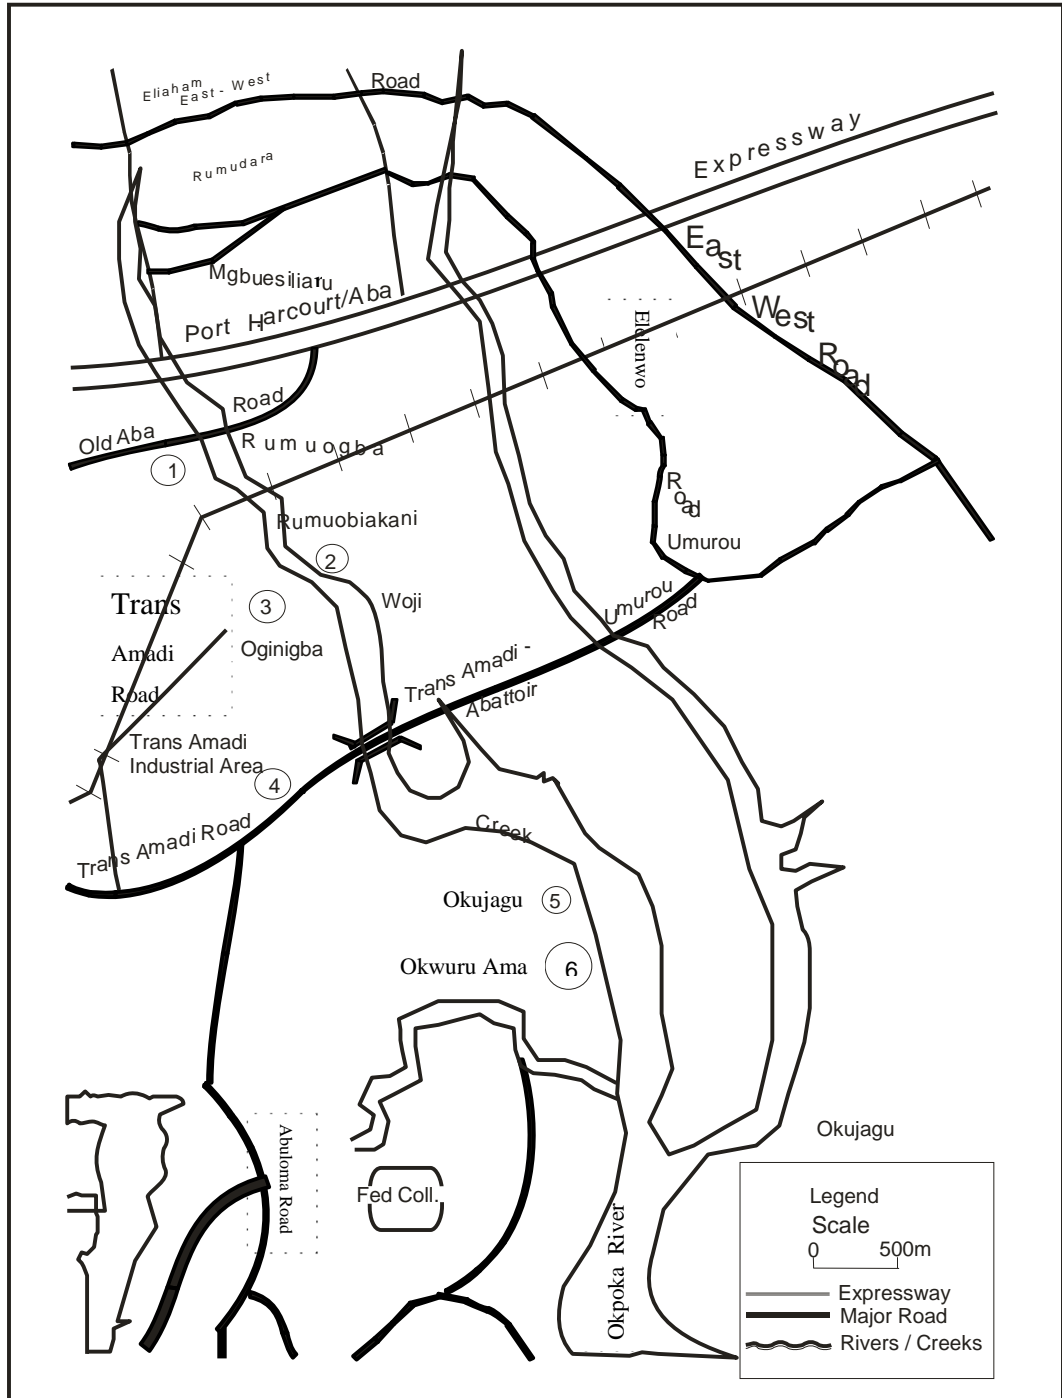 Eliaham
East - West
Road
Rumudara
Expressway
Mgbuesiliaru
Port Harcourt/Aba
East
West
Road
Elelenwo
Old Aba
Road
Rumuogba
1
Road
Rumuobiakani
Umurou
2
Trans
3
Woji
Umurou
Road
Amadi
Oginigba
Road
Trans Amadi -
Abattoir
Trans Amadi
Industrial Area
4
Trans Amadi Road
Creek
Okujagu
5
Okwuru Ama
6
Abuloma Road
Okujagu
Fed Coll.
Okpoka River
Legend
Scale
0 500m
Expressway
Major Road
Rivers / Creeks